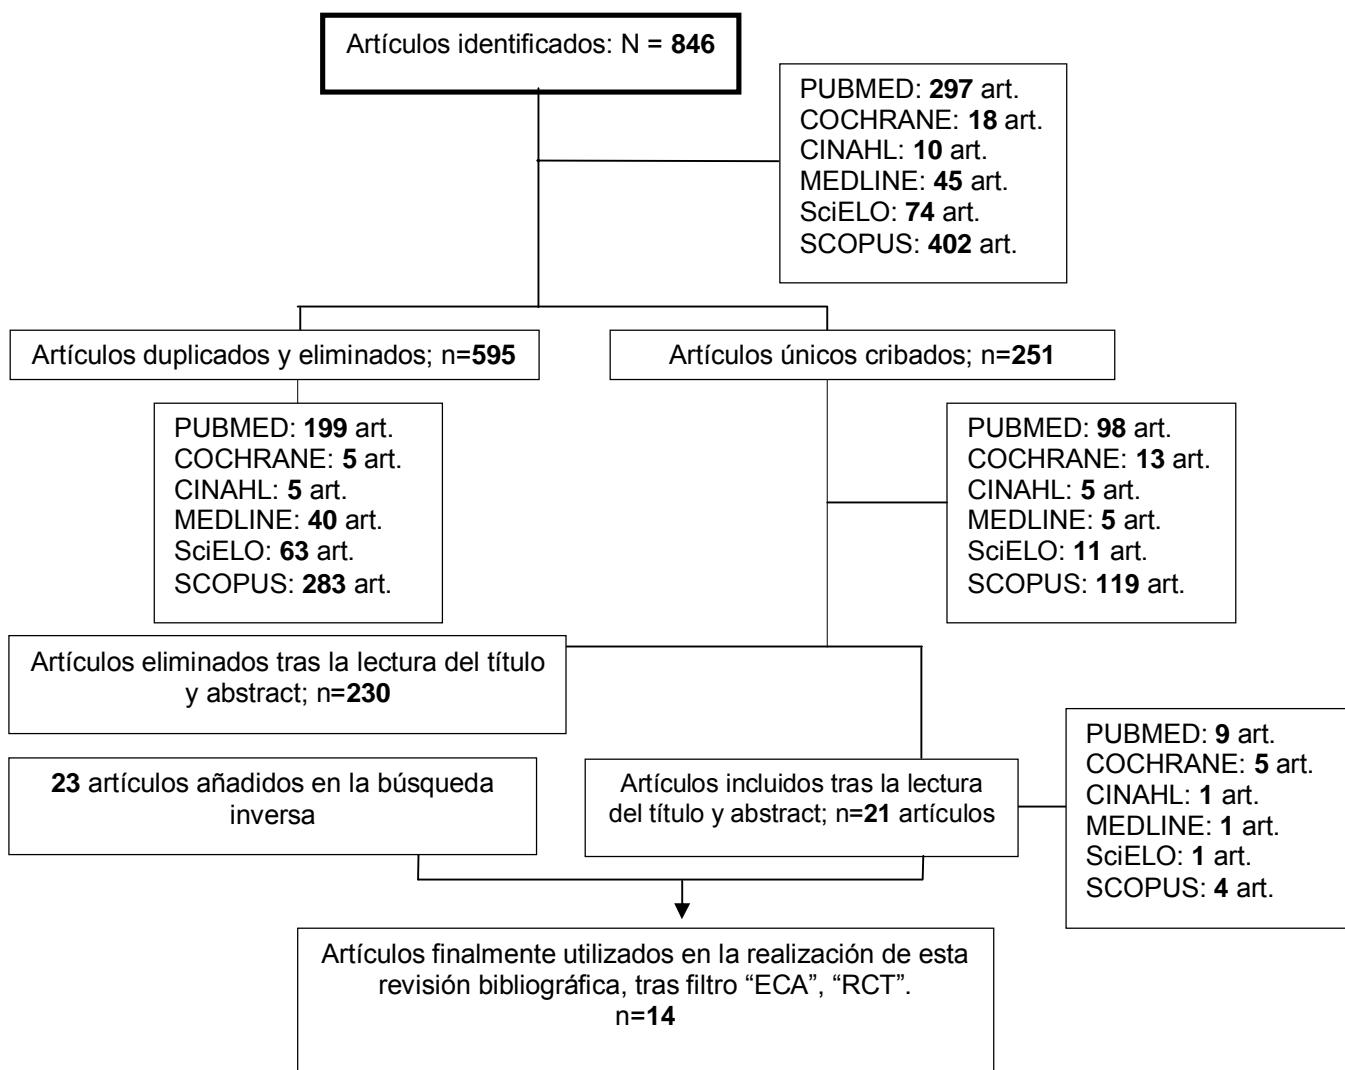 Artículos identificados: N = 846
PUBMED: 297 art.
COCHRANE: 18 art.
CINAHL: 10 art.
MEDLINE: 45 art.
SciELO: 74 art.
SCOPUS: 402 art.
Artículos duplicados y eliminados; n=595
Artículos únicos cribados; n=251
PUBMED: 199 art.
COCHRANE: 5 art.
CINAHL: 5 art.
MEDLINE: 40 art.
SciELO: 63 art.
SCOPUS: 283 art.
PUBMED: 98 art.
COCHRANE: 13 art.
CINAHL: 5 art.
MEDLINE: 5 art.
SciELO: 11 art.
SCOPUS: 119 art.
Artículos eliminados tras la lectura del título
y abstract; n=230
23 artículos añadidos en la búsqueda
inversa
Artículos incluidos tras la lectura
del título y abstract; n=21 artículos
PUBMED: 9 art.
COCHRANE: 5 art.
CINAHL: 1 art.
MEDLINE: 1 art.
SciELO: 1 art.
SCOPUS: 4 art.
Artículos finalmente utilizados en la realización de esta
revisión bibliográfica, tras filtro “ECA”, “RCT”.
n=14